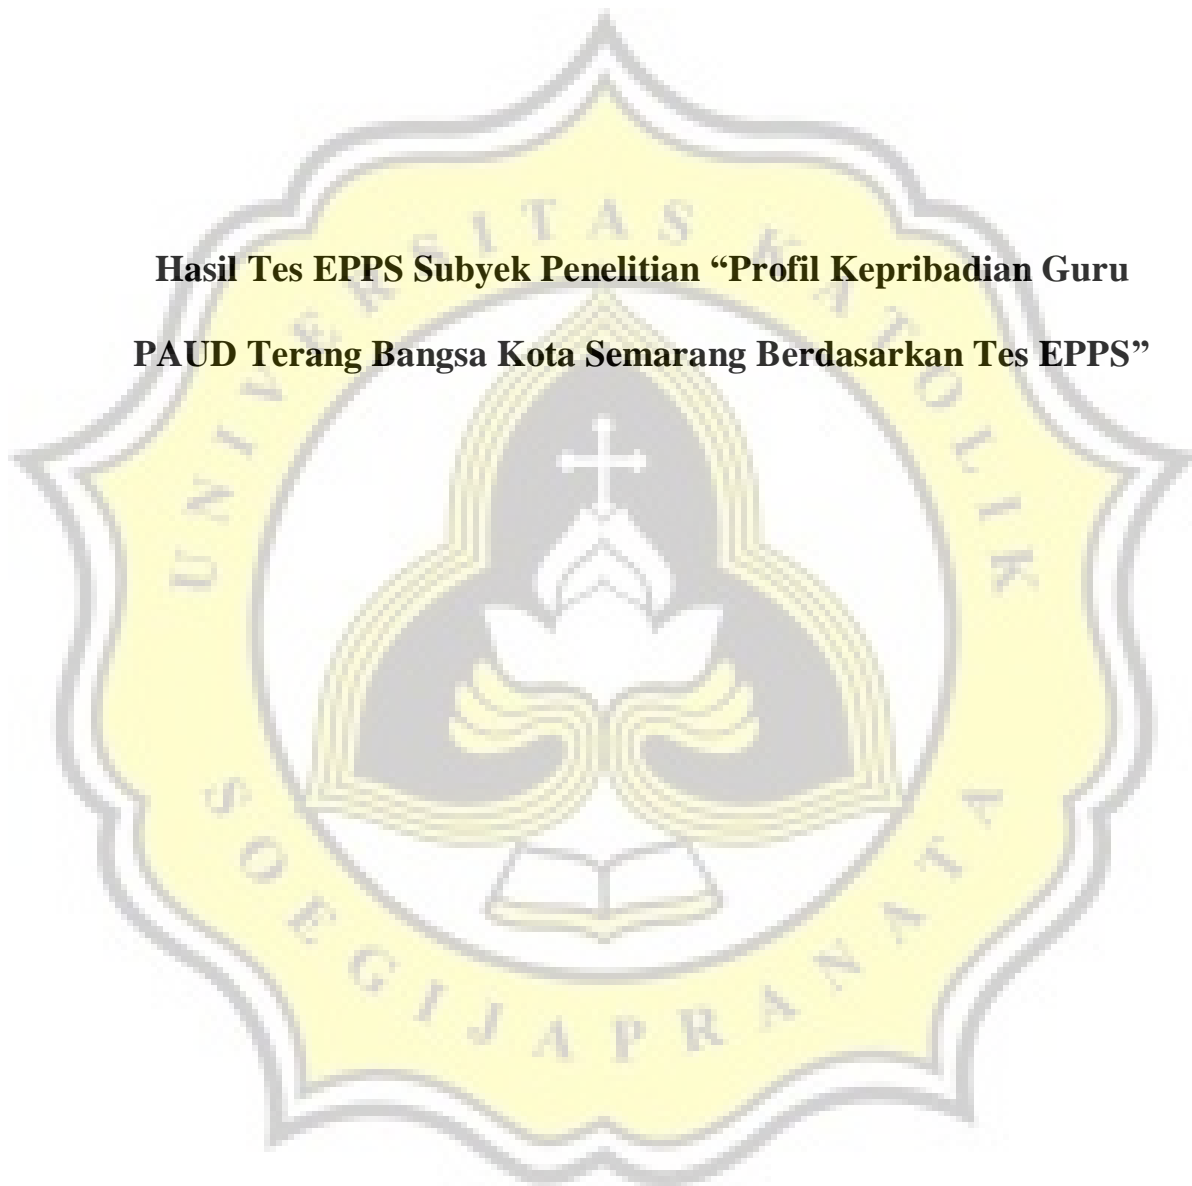 Hasil Tes EPPS Subyek Penelitian “Profil Kepribadian Guru
PAUD Terang Bangsa Kota Semarang Berdasarkan Tes EPPS”
UNIVERSITAS KATOLIK
SOEGIJAPRANATA